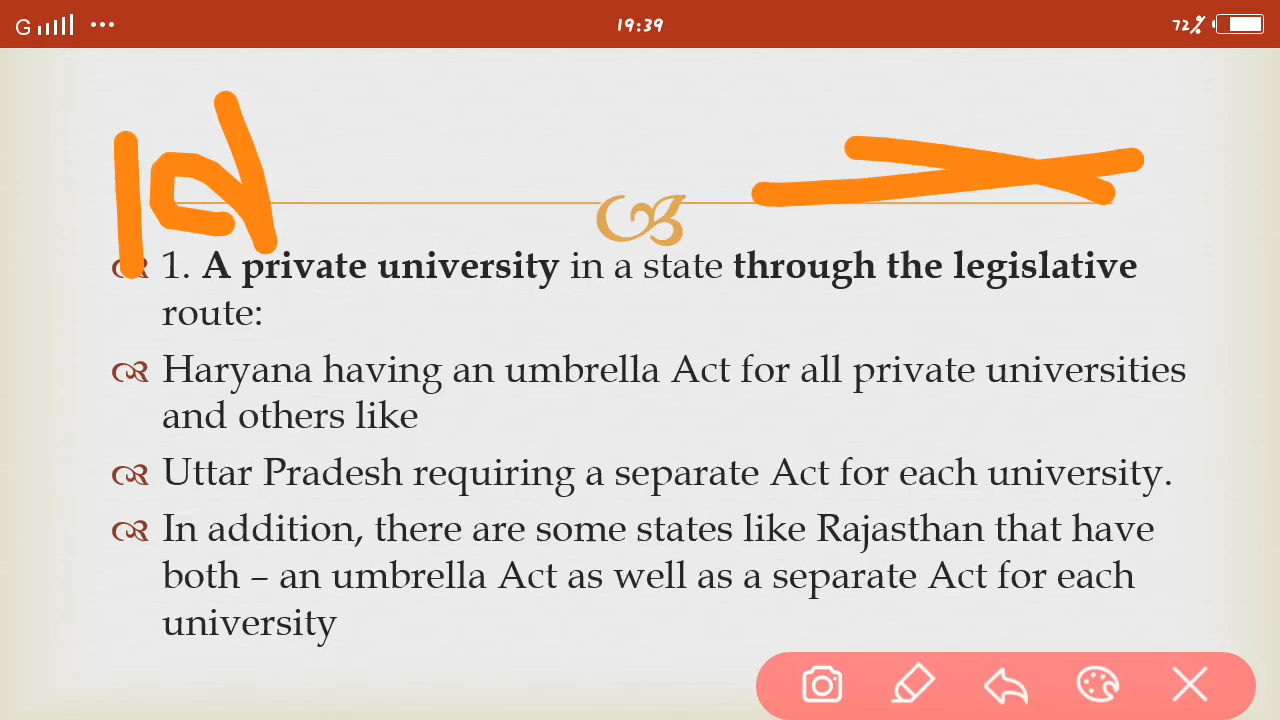 G 19:39 72%
1. A private university in a state through the legislative
route:
Haryana having an umbrella Act for all private universities
and others like
Uttar Pradesh requiring a separate Act for each university.
In addition, there are some states like Rajasthan that have
both – an umbrella Act as well as a separate Act for each
university